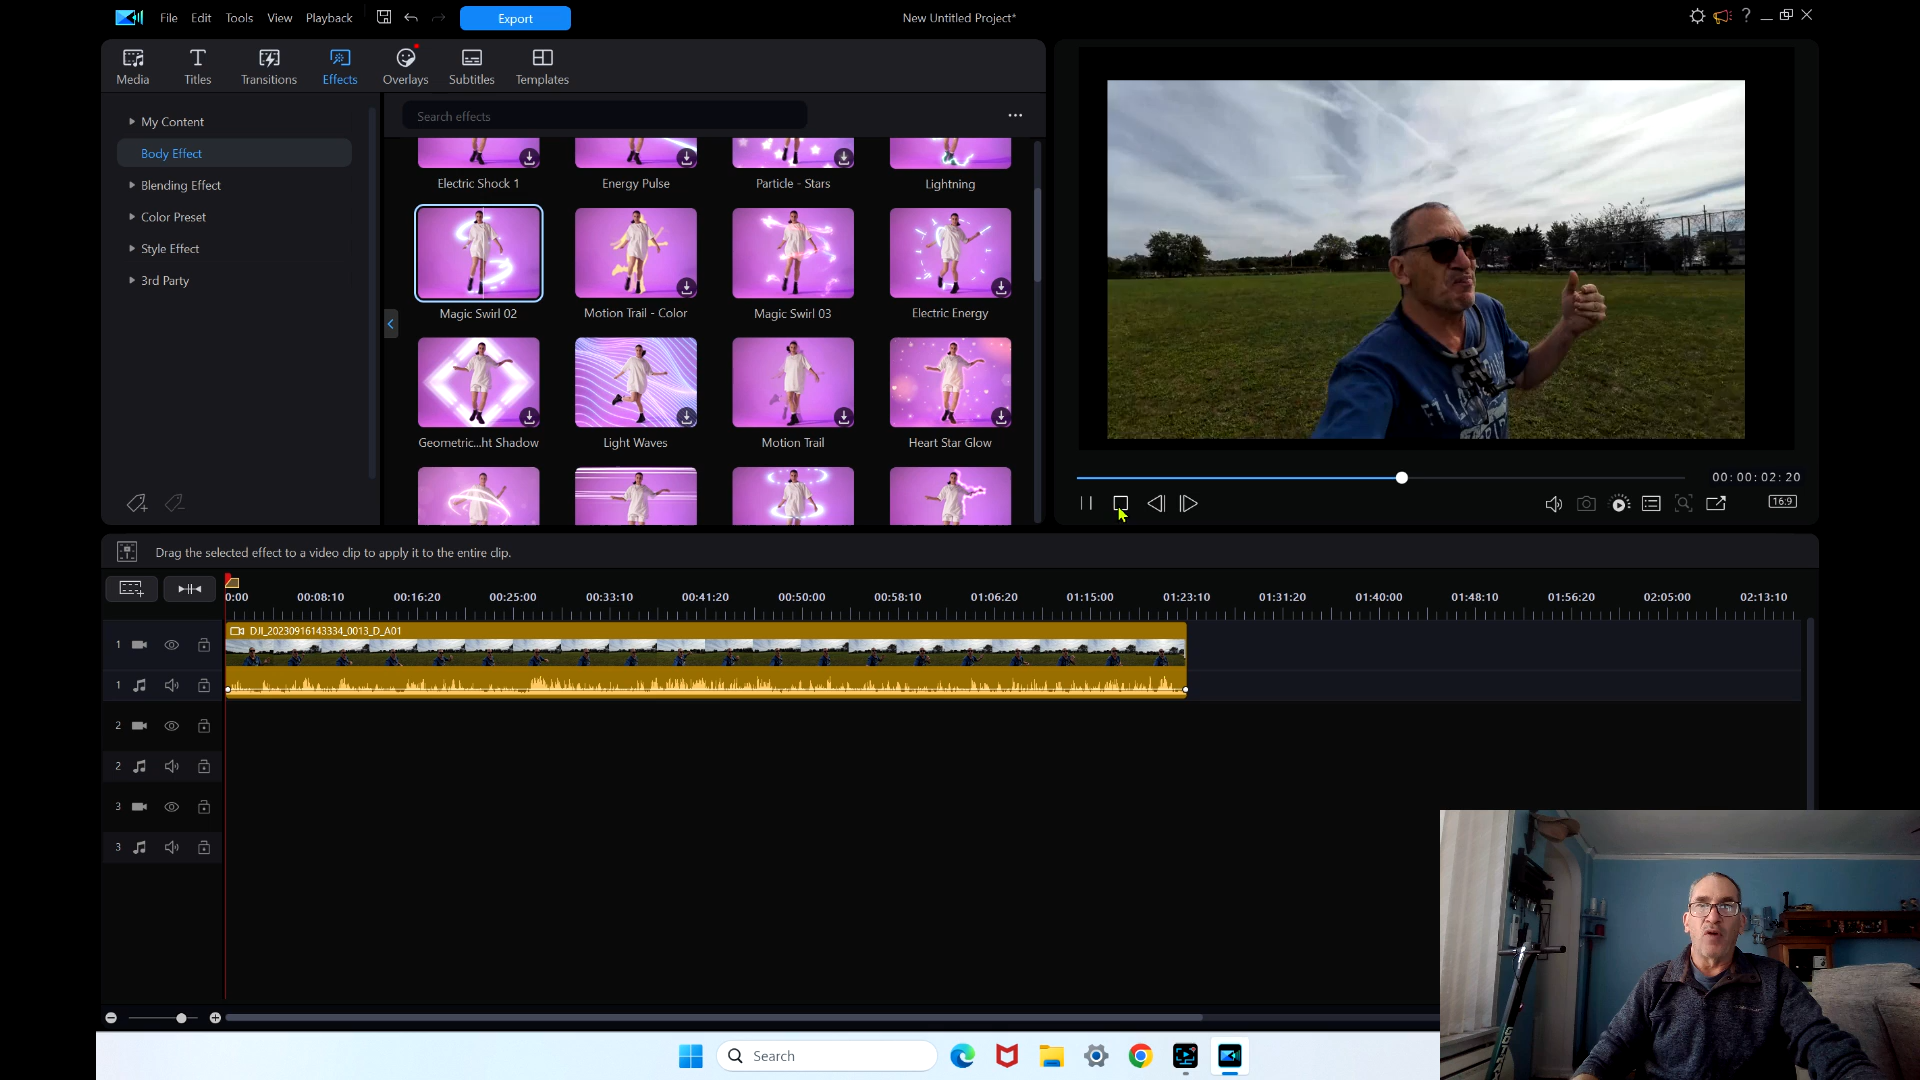 File Edit Tools View Playback Export New Untitled Project* ?
Media Titles Transitions Effects Overlays Subtitles Templates
Search effects ...
My Content
Body Effect
Blending Effect
Color Preset
Style Effect
3rd Party
Electric Shock 1 Energy Pulse Particle - Stars Lightning
Magic Swirl 02 Motion Trail - Color Magic Swirl 03 Electric Energy
Geometric...ht Shadow Light Waves Motion Trail Heart Star Glow
00:00:02:20
16:9
Drag the selected effect to a video clip to apply it to the entire clip.
0:00 00:08:10 00:16:20 00:25:00 00:33:10 00:41:20 00:50:00 00:58:10 01:06:20 01:15:00 01:23:10 01:31:20 01:40:00 01:48:10 01:56:20 02:05:00 02:13:10
DJI_20230916143334_0013_D_A01
1
1
2
2
3
3
Search